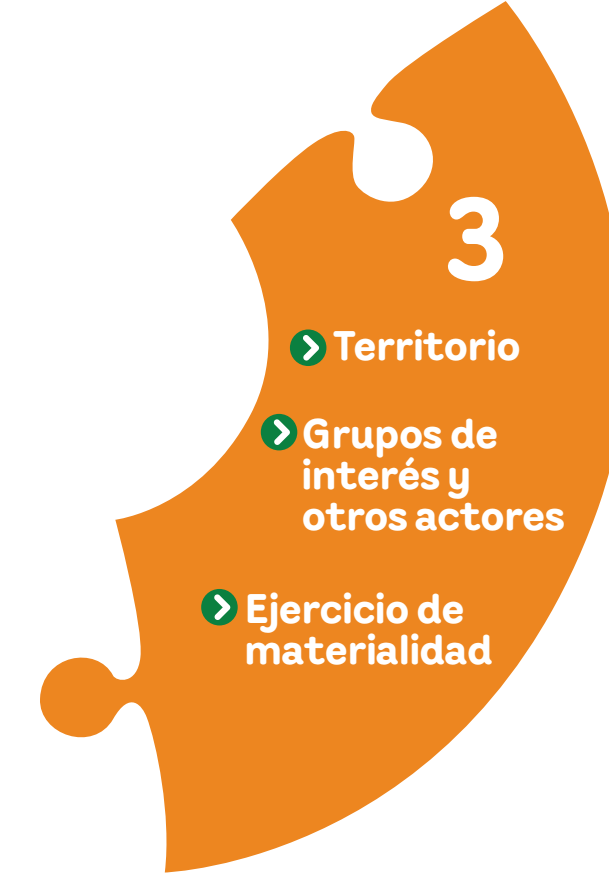 3
Territorio
Grupos de
interés y
otros actores
Ejercicio de
materialidad